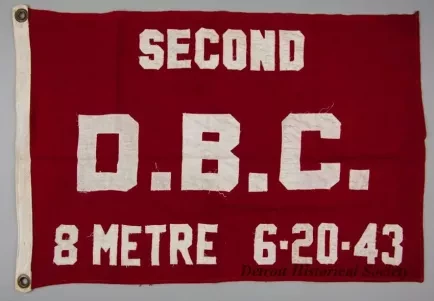 SECOND
D.B.C.
8 METRE 6-20-43
Detroit Historical Society